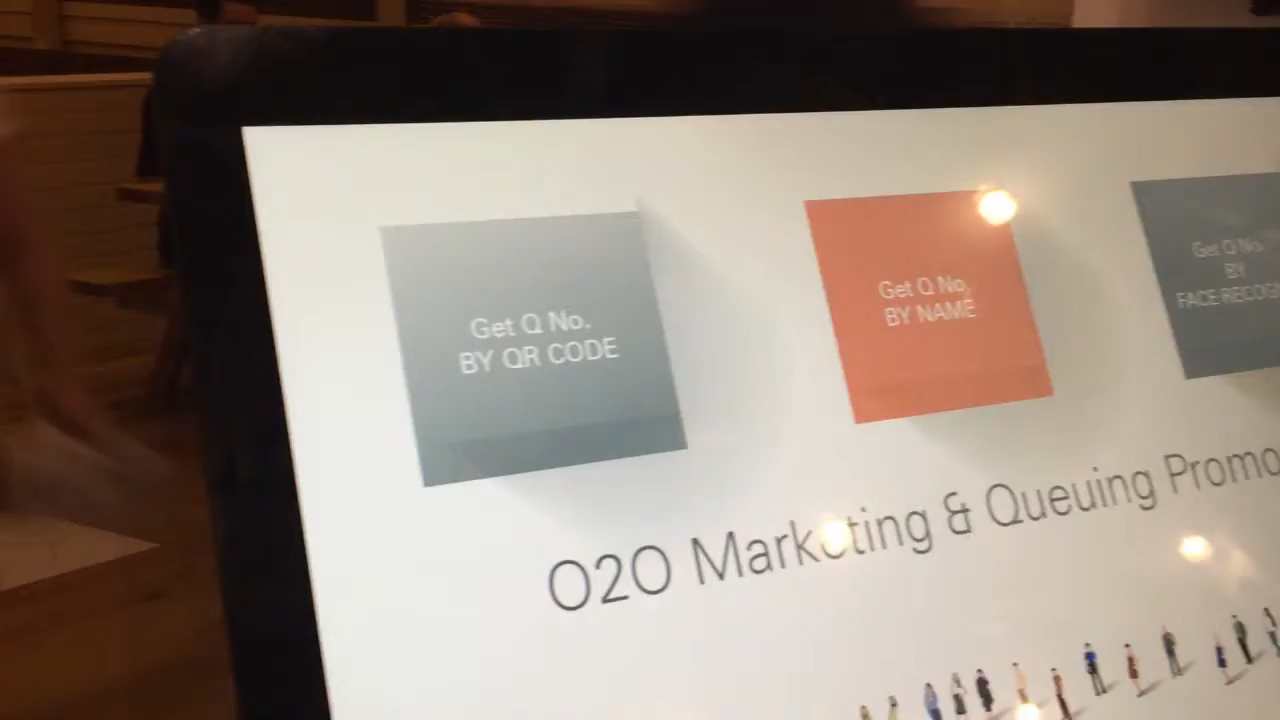 Get Q No.
BY QR CODE
Get Q No.
BY NAME
Get Q No.
BY
O2O Marketing & Queuing